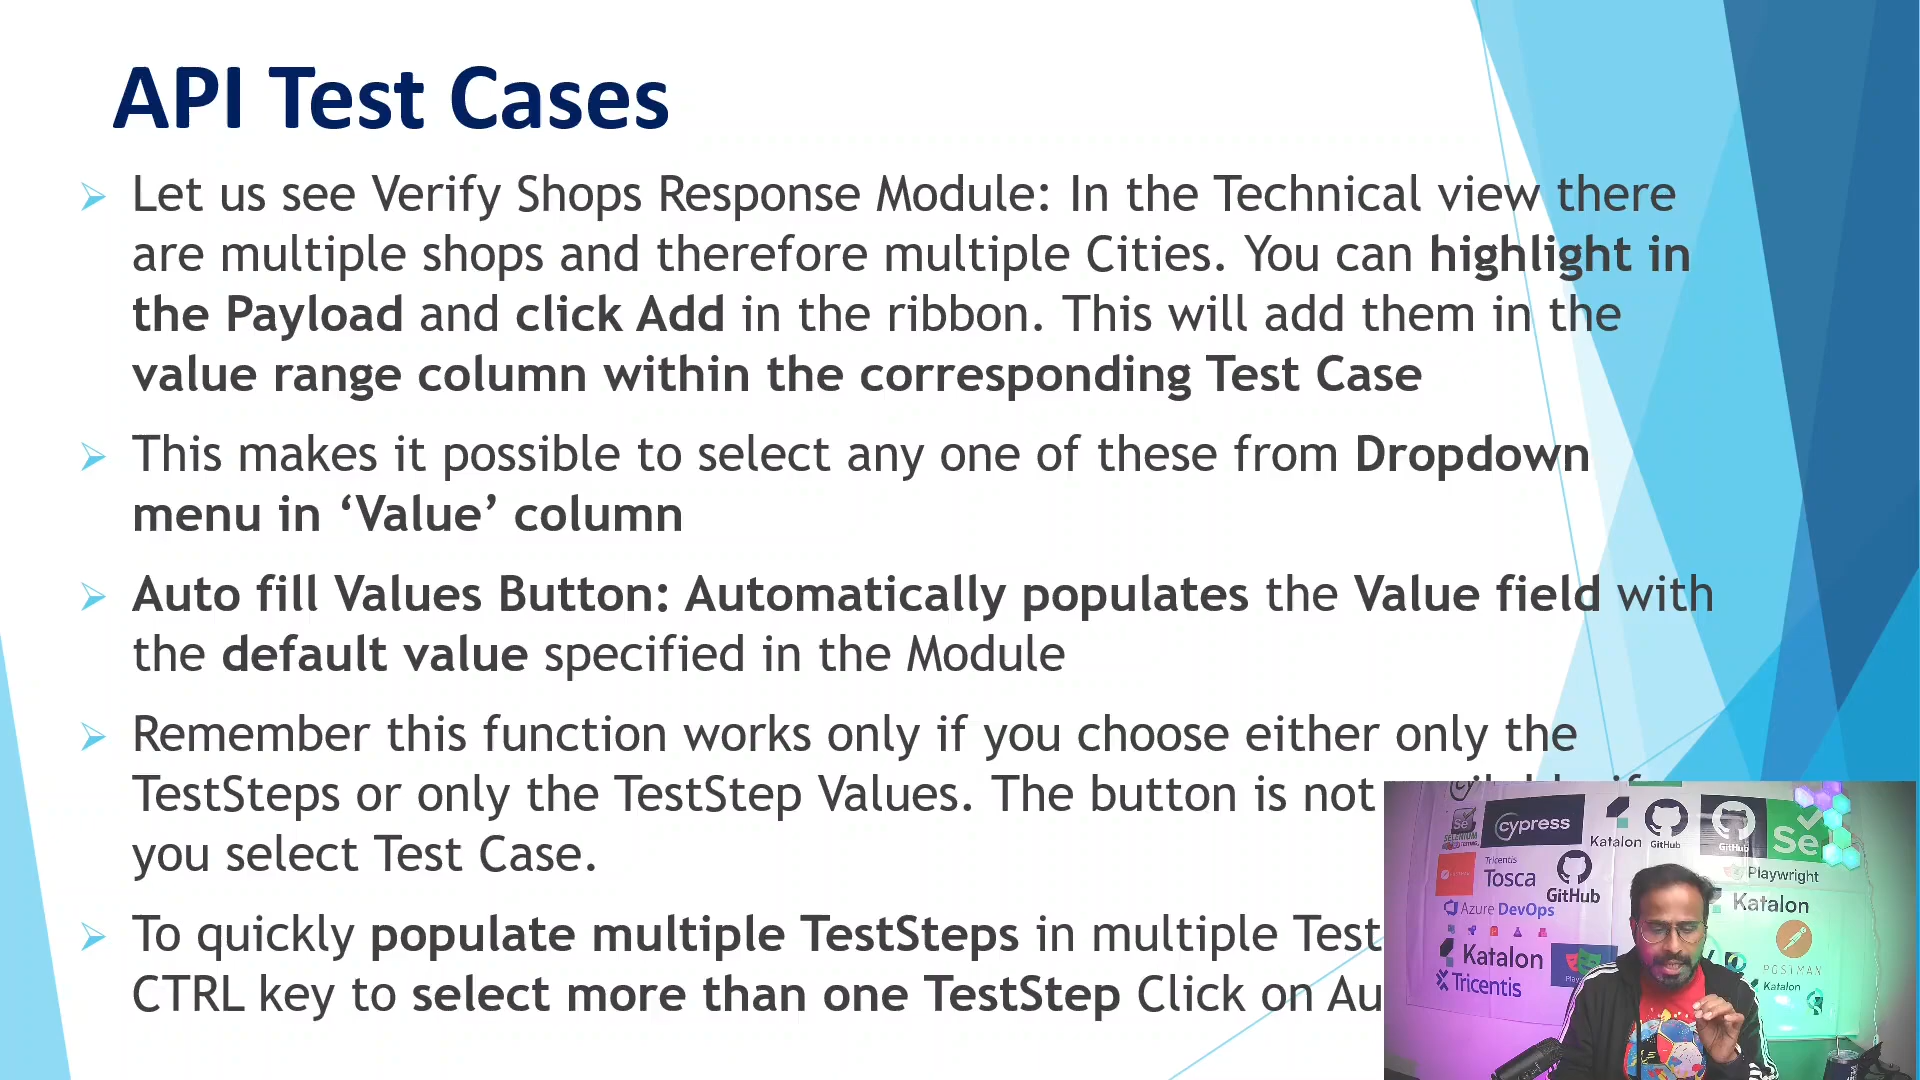 API Test Cases
Let us see Verify Shops Response Module: In the Technical view there
are multiple shops and therefore multiple Cities. You can highlight in
the Payload and click Add in the ribbon. This will add them in the
value range column within the corresponding Test Case
This makes it possible to select any one of these from Dropdown
menu in ‘Value’ column
Auto fill Values Button: Automatically populates the Value field with
the default value specified in the Module
Remember this function works only if you choose either only the
TestSteps or only the TestStep Values. The button is not
you select Test Case.
To quickly populate multiple TestSteps in multiple Test
CTRL key to select more than one TestStep Click on Au
Se
cypress
Katalon
GitHub
GitHub
Se
Tricentis
Tosca
GitHub
Playwright
Azure DevOps
Katalon
Katalon
POSTMAN
Tricentis
Katalon